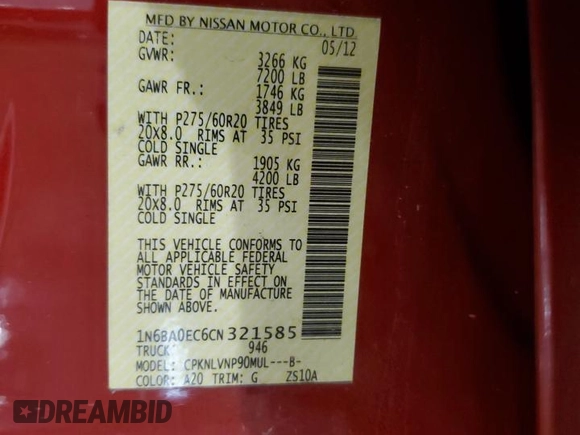 MFD BY NISSAN MOTOR CO., LTD.
DATE: 05/12
GVWR: 3266 KG
7200 LB
GAWR FR.: 1746 KG
3849 LB
WITH P275/60R20 TIRES
20X8.0 RIMS AT 35 PSI
COLD SINGLE
GAWR RR.: 1905 KG
4200 LB
WITH P275/60R20 TIRES
20X8.0 RIMS AT 35 PSI
COLD SINGLE
THIS VEHICLE CONFORMS TO
ALL APPLICABLE FEDERAL
MOTOR VEHICLE SAFETY
STANDARDS IN EFFECT ON
THE DATE OF MANUFACTURE
SHOWN ABOVE.
1N6BA0EC6CN321585
TRUCK 946
MODEL: CPKNLVNP90MUL---B-
COLOR: A20 TRIM: G ZS10A
DREAMBID